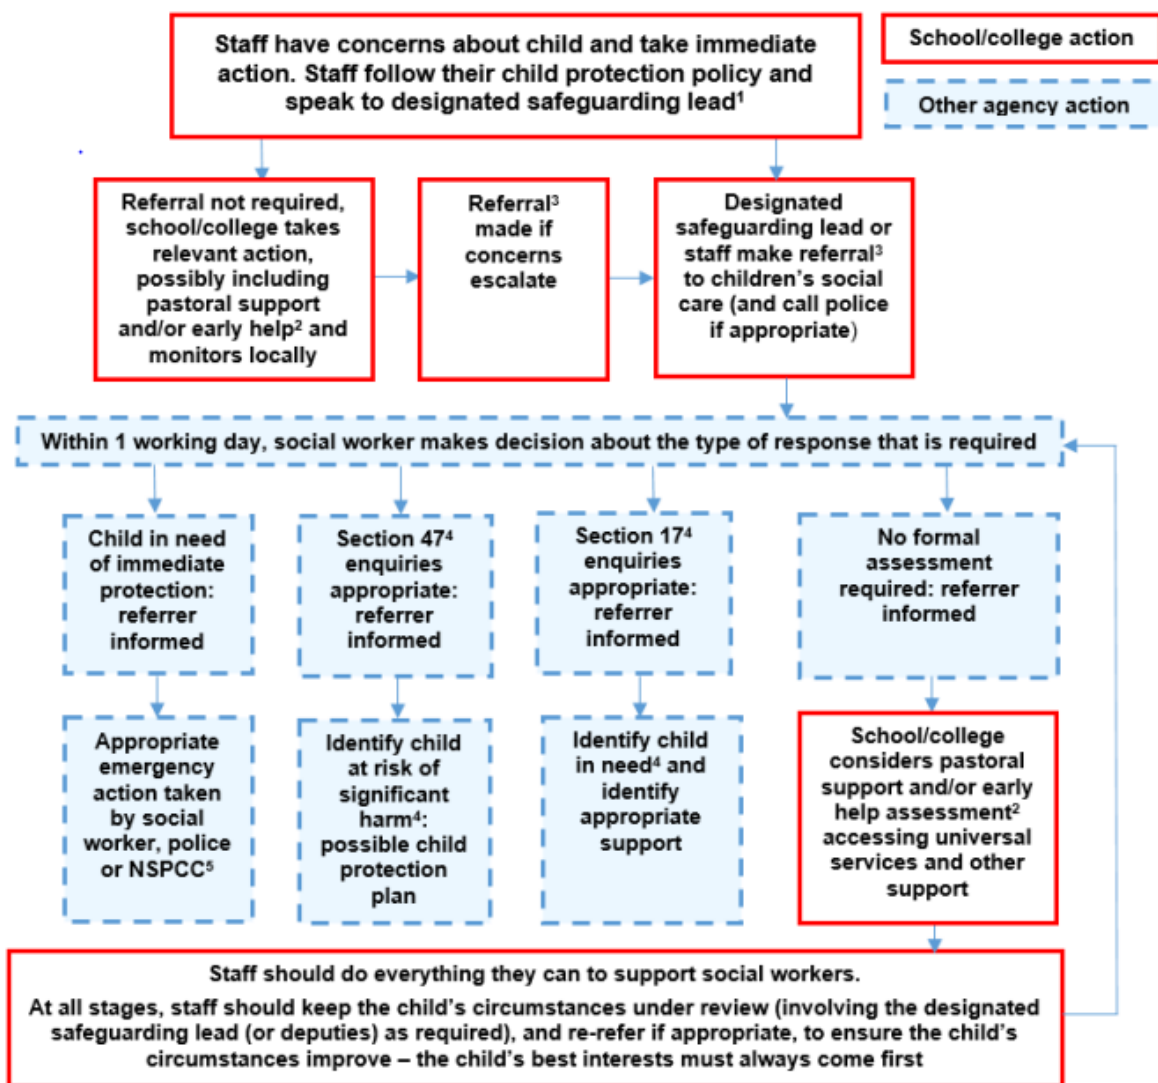 Staff have concerns about child and take immediate
action. Staff follow their child protection policy and
speak to designated safeguarding lead¹
School/college action
Other agency action
Referral not required,
school/college takes
relevant action,
possibly including
pastoral support
and/or early help² and
monitors locally
Referral³
made if
concerns
escalate
Designated
safeguarding lead or
staff make referral³
to children’s social
care (and call police
if appropriate)
Within 1 working day, social worker makes decision about the type of response that is required
Child in need
of immediate
protection:
referrer
informed
Section 47⁴
enquiries
appropriate:
referrer
informed
Section 17⁴
enquiries
appropriate:
referrer
informed
No formal
assessment
required: referrer
informed
Appropriate
emergency
action taken
by social
worker, police
or NSPCC⁵
Identify child
at risk of
significant
harm⁴:
possible child
protection
plan
Identify child
in need⁴ and
identify
appropriate
support
School/college
considers pastoral
support and/or early
help assessment²
accessing universal
services and other
support
Staff should do everything they can to support social workers.
At all stages, staff should keep the child’s circumstances under review (involving the designated
safeguarding lead (or deputies) as required), and re-refer if appropriate, to ensure the child’s
circumstances improve – the child’s best interests must always come first